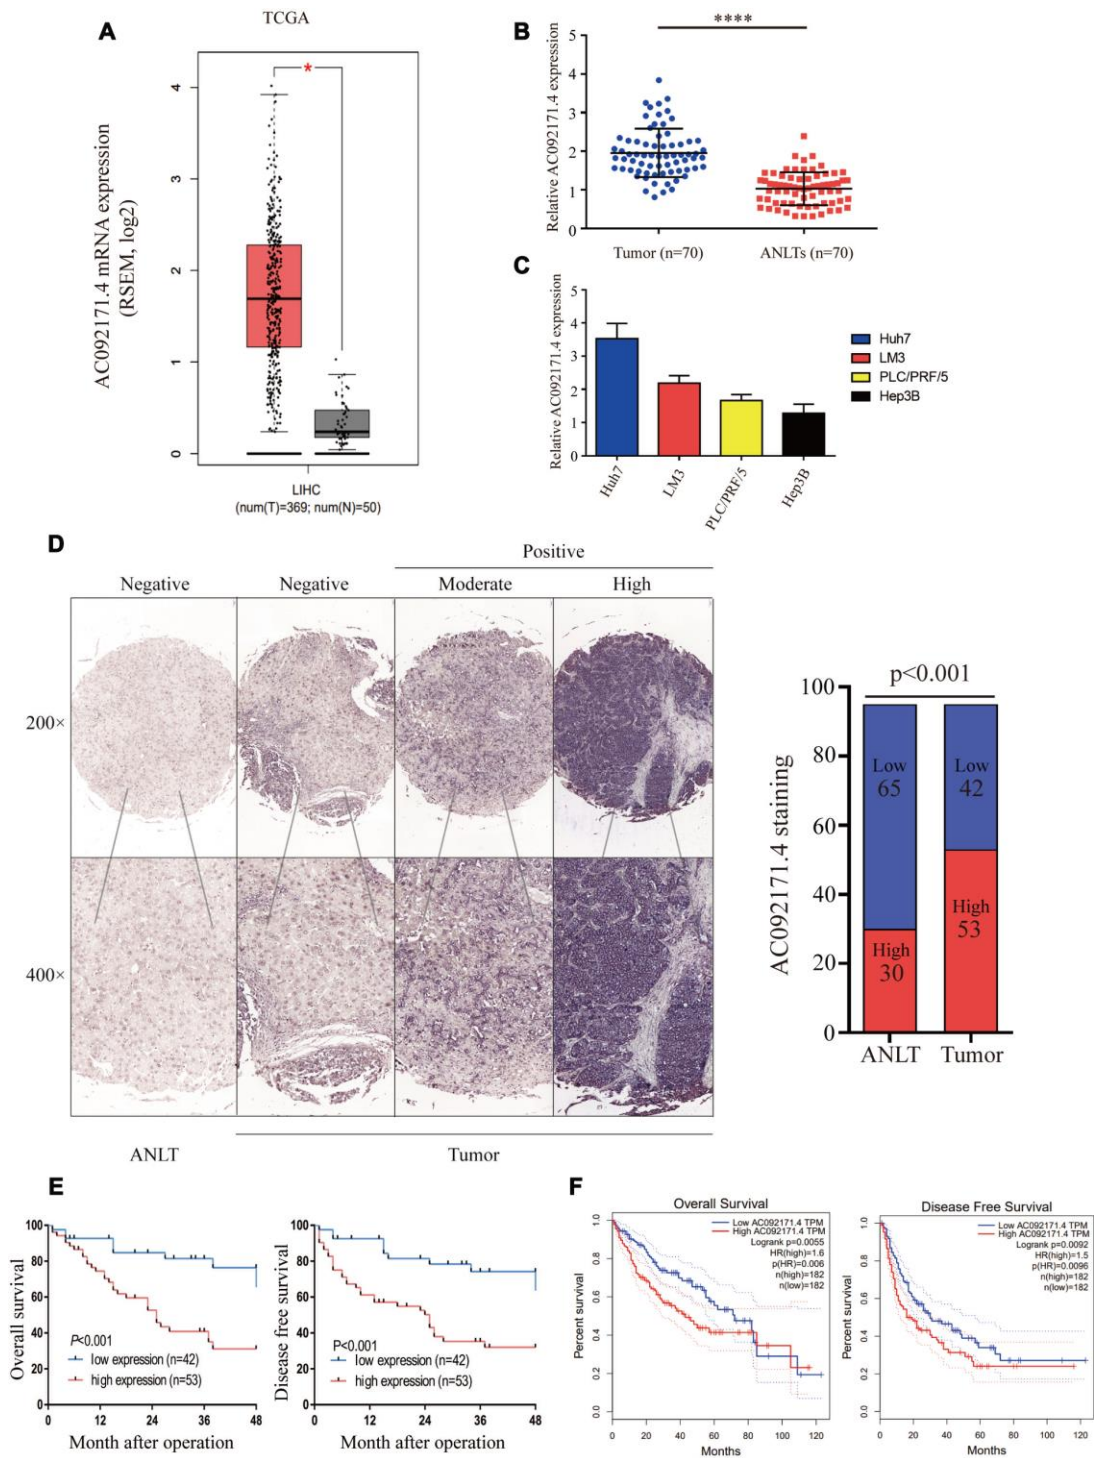 A
TCGA
AC092171.4 mRNA expression
(RSEM, log2)
4
3
2
1
0
*
LIHC
(num(T)=369; num(N)=50)
B
****
Relative AC092171.4 expression
5
4
3
2
1
0
Tumor (n=70)
ANLTs (n=70)
C
Relative AC092171.4 expression
5
4
3
2
1
0
Huh7
LM3
PLC/PRF/5
Hep3B
Huh7
LM3
PLC/PRF/5
Hep3B
D
Positive
Negative
Negative
Moderate
High
200×
400×
ANLT
Tumor
p<0.001
AC092171.4 staining
100
80
60
40
20
0
Low
65
High
30
Low
42
High
53
ANLT
Tumor
E
Overall survival
100
80
60
40
20
0
P<0.001
low expression (n=42)
high expression (n=53)
0 12 24 36 48
Month after operation
Disease free survival
100
80
60
40
20
0
P<0.001
low expression (n=42)
high expression (n=53)
0 12 24 36 48
Month after operation
F
Overall Survival
Low AC092171.4 TPM
High AC092171.4 TPM
Logrank p=0.0055
HR(high)=1.6
p(HR)=0.006
n(high)=182
n(low)=182
Percent survival
1.0
0.8
0.6
0.4
0.2
0.0
0 20 40 60 80 100 120
Months
Disease Free Survival
Low AC092171.4 TPM
High AC092171.4 TPM
Logrank p=0.0092
HR(high)=1.5
p(HR)=0.0096
n(high)=182
n(low)=182
Percent survival
1.0
0.8
0.6
0.4
0.2
0.0
0 20 40 60 80 100 120
Months